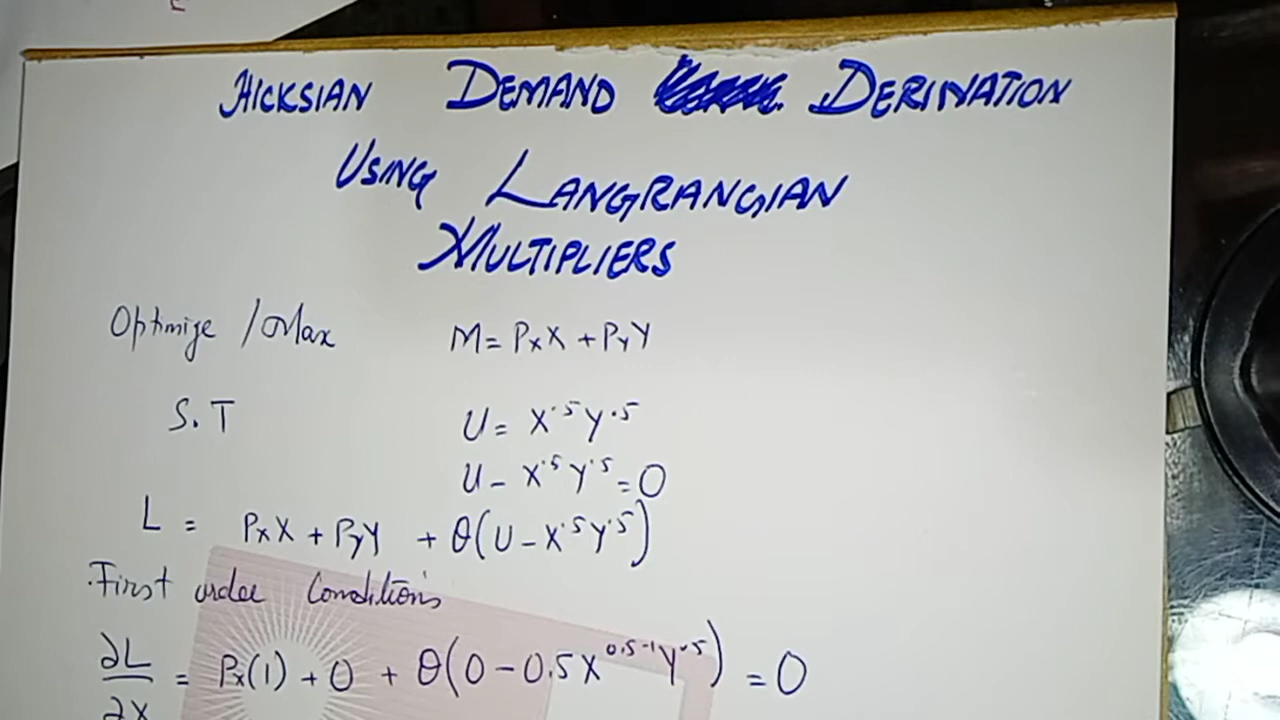 HICKSIAN DEMAND DERIVATION
USING LANGRANGIAN
MULTIPLIERS
Optimize /Max M = PxX + PyY
S.T U = X^.5 Y^.5
U - X^.5 Y^.5 = 0
L = PxX + PyY + θ(U - X^.5 Y^.5)
First order Conditions
∂L/∂X = Px(1) + 0 + θ(0 - 0.5X^0.5-1 Y^.5) = 0